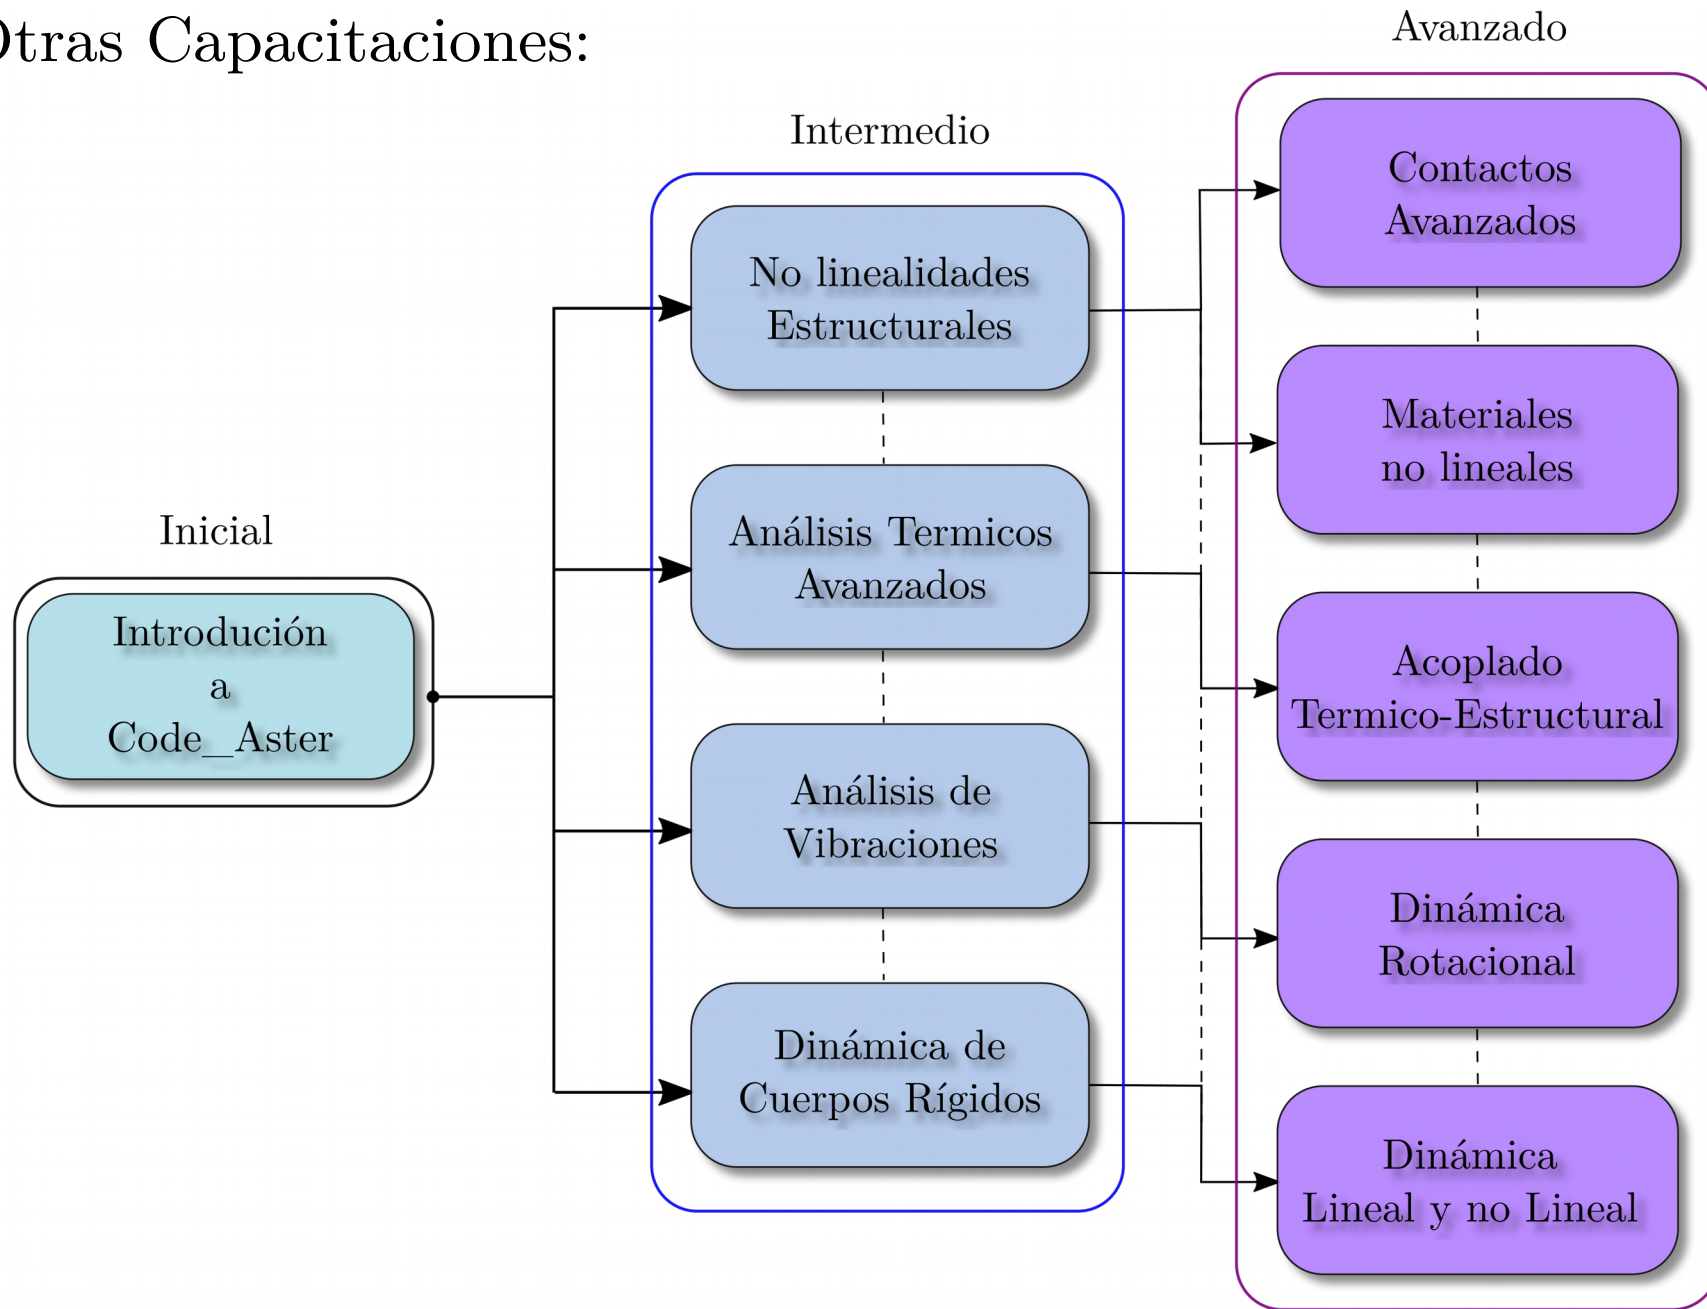 Otras Capacitaciones:
Inicial
Introdución
a
Code_Aster
Intermedio
No linealidades
Estructurales
Análisis Termicos
Avanzados
Análisis de
Vibraciones
Dinámica de
Cuerpos Rígidos
Avanzado
Contactos
Avanzados
Materiales
no lineales
Acoplado
Termico-Estructural
Dinámica
Rotacional
Dinámica
Lineal y no Lineal